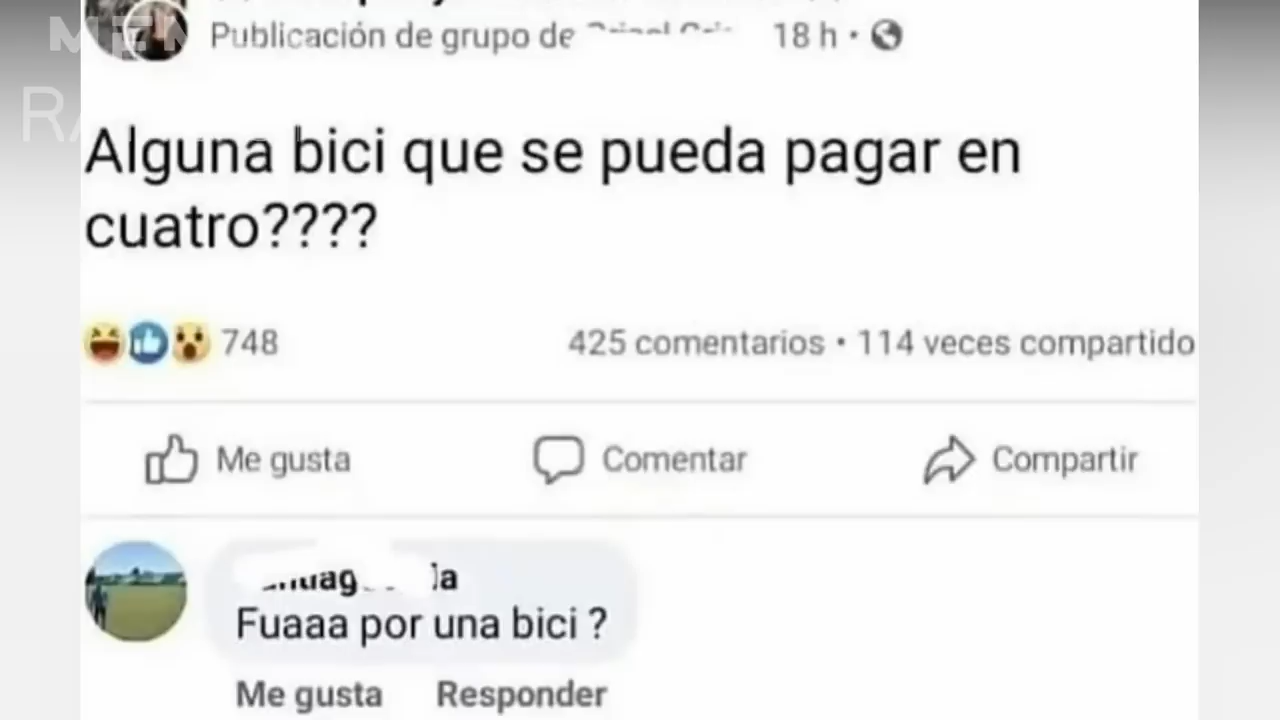 Publicación de grupo de
18 h
Alguna bici que se pueda pagar en
cuatro????
748
425 comentarios • 114 veces compartido
Me gusta
Comentar
Compartir
Fuaaa por una bici ?
Me gusta
Responder